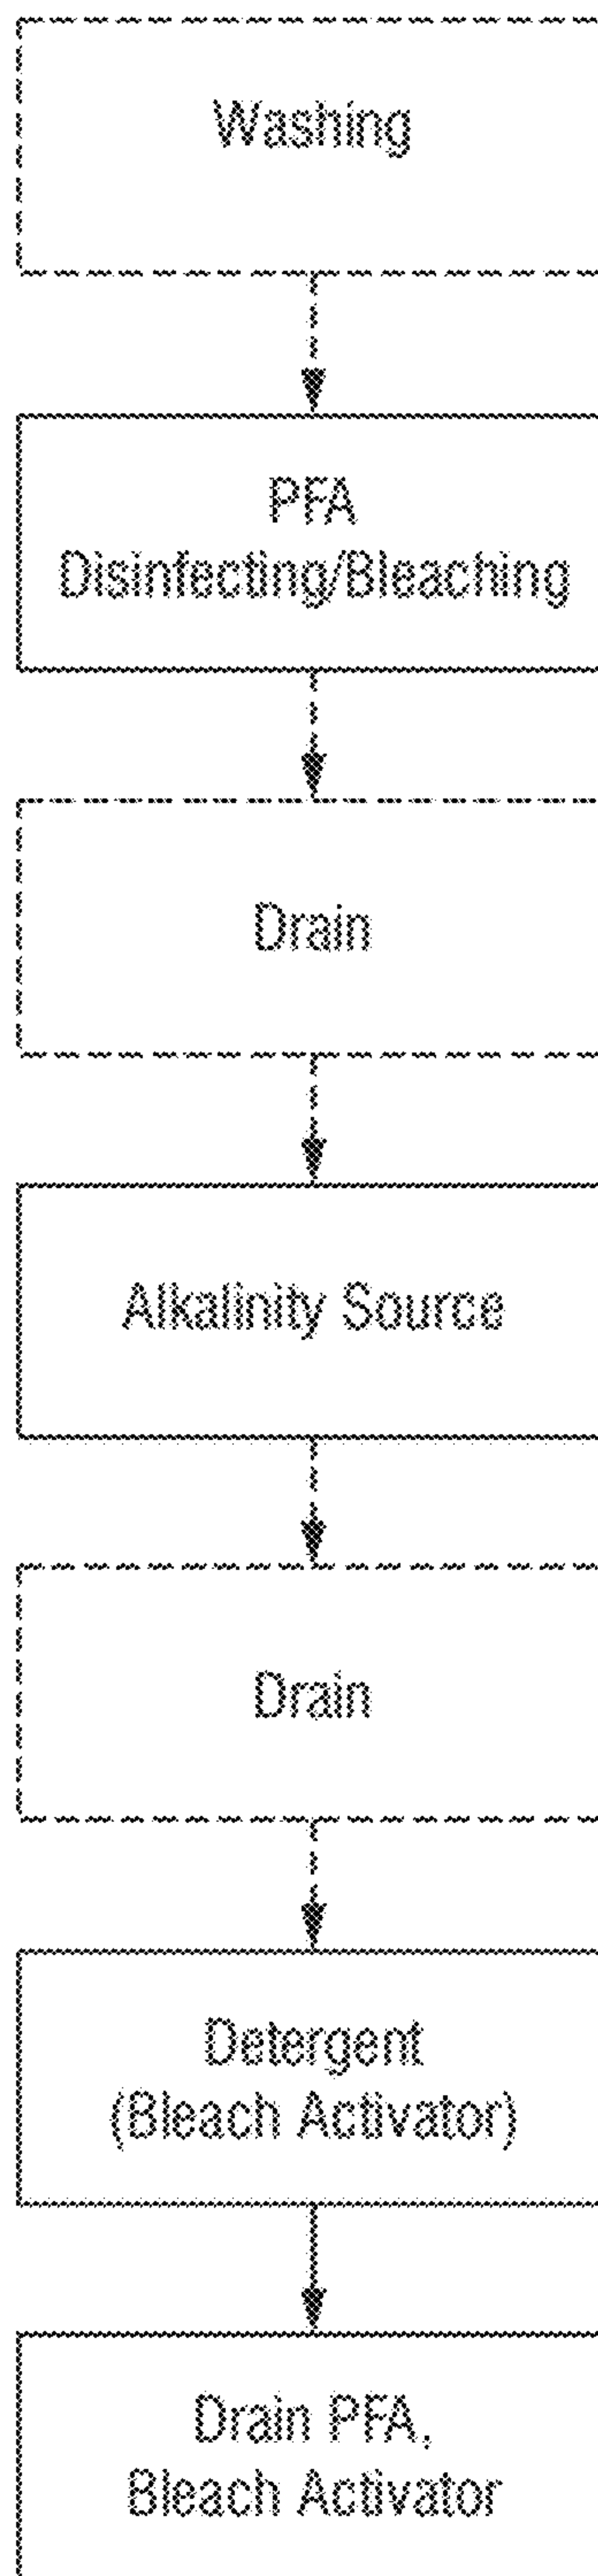 Washing
PFA
Disinfecting/Bleaching
Drain
Alkalinity Source
Drain
Detergent
(Bleach Activator)
Drain PFA,
Bleach Activator